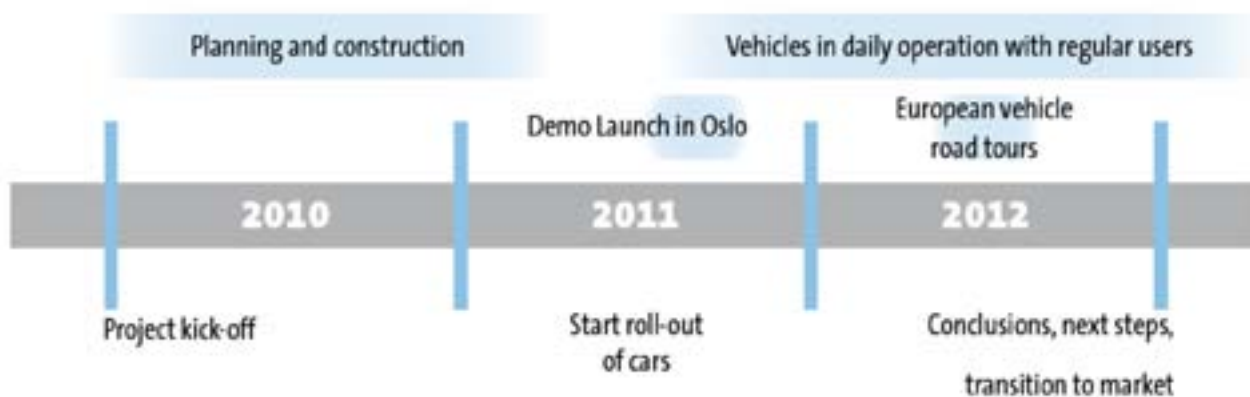 Planning and construction
Vehicles in daily operation with regular users
Demo Launch in Oslo
European vehicle
road tours
2010
2011
2012
Project kick-off
Start roll-out
of cars
Conclusions, next steps,
transition to market